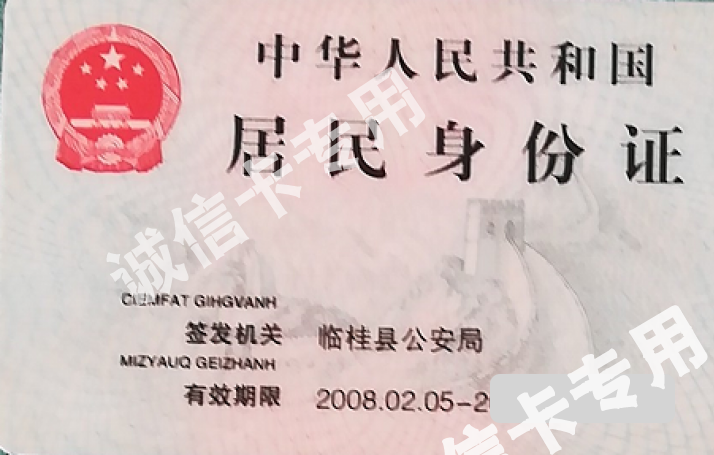 中华人民共和国
居民身份证
诚信卡专用
CIEMFAT GIHGVANH
签发机关 临桂县公安局
MIZYAUQ GEIZHANH
有效期限 2008.02.05-2
信卡专用